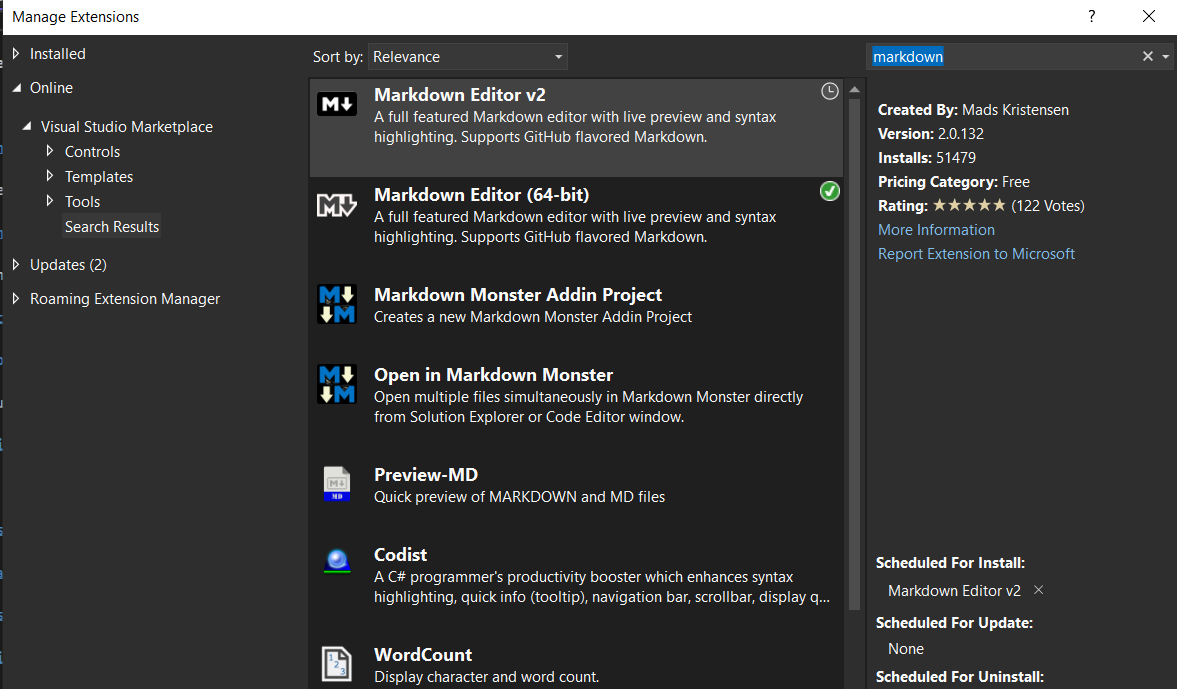 Manage Extensions
?
Installed
Online
Visual Studio Marketplace
Controls
Templates
Tools
Search Results
Updates (2)
Roaming Extension Manager
Sort by: Relevance
M
Markdown Editor v2
A full featured Markdown editor with live preview and syntax
highlighting. Supports GitHub flavored Markdown.
M
Markdown Editor (64-bit)
A full featured Markdown editor with live preview and syntax
highlighting. Supports GitHub flavored Markdown.
M
M
Markdown Monster Addin Project
Creates a new Markdown Monster Addin Project
M
M
Open in Markdown Monster
Open multiple files simultaneously in Markdown Monster directly
from Solution Explorer or Code Editor window.
M
MD
Preview-MD
Quick preview of MARKDOWN and MD files
Codist
A C# programmer's productivity booster which enhances syntax
highlighting, quick info (tooltip), navigation bar, scrollbar, display q...
1 2 3
WordCount
Display character and word count.
markdown
Created By: Mads Kristensen
Version: 2.0.132
Installs: 51479
Pricing Category: Free
Rating: ★★★★★ (122 Votes)
More Information
Report Extension to Microsoft
Scheduled For Install:
Markdown Editor v2
Scheduled For Update:
None
Scheduled For Uninstall: